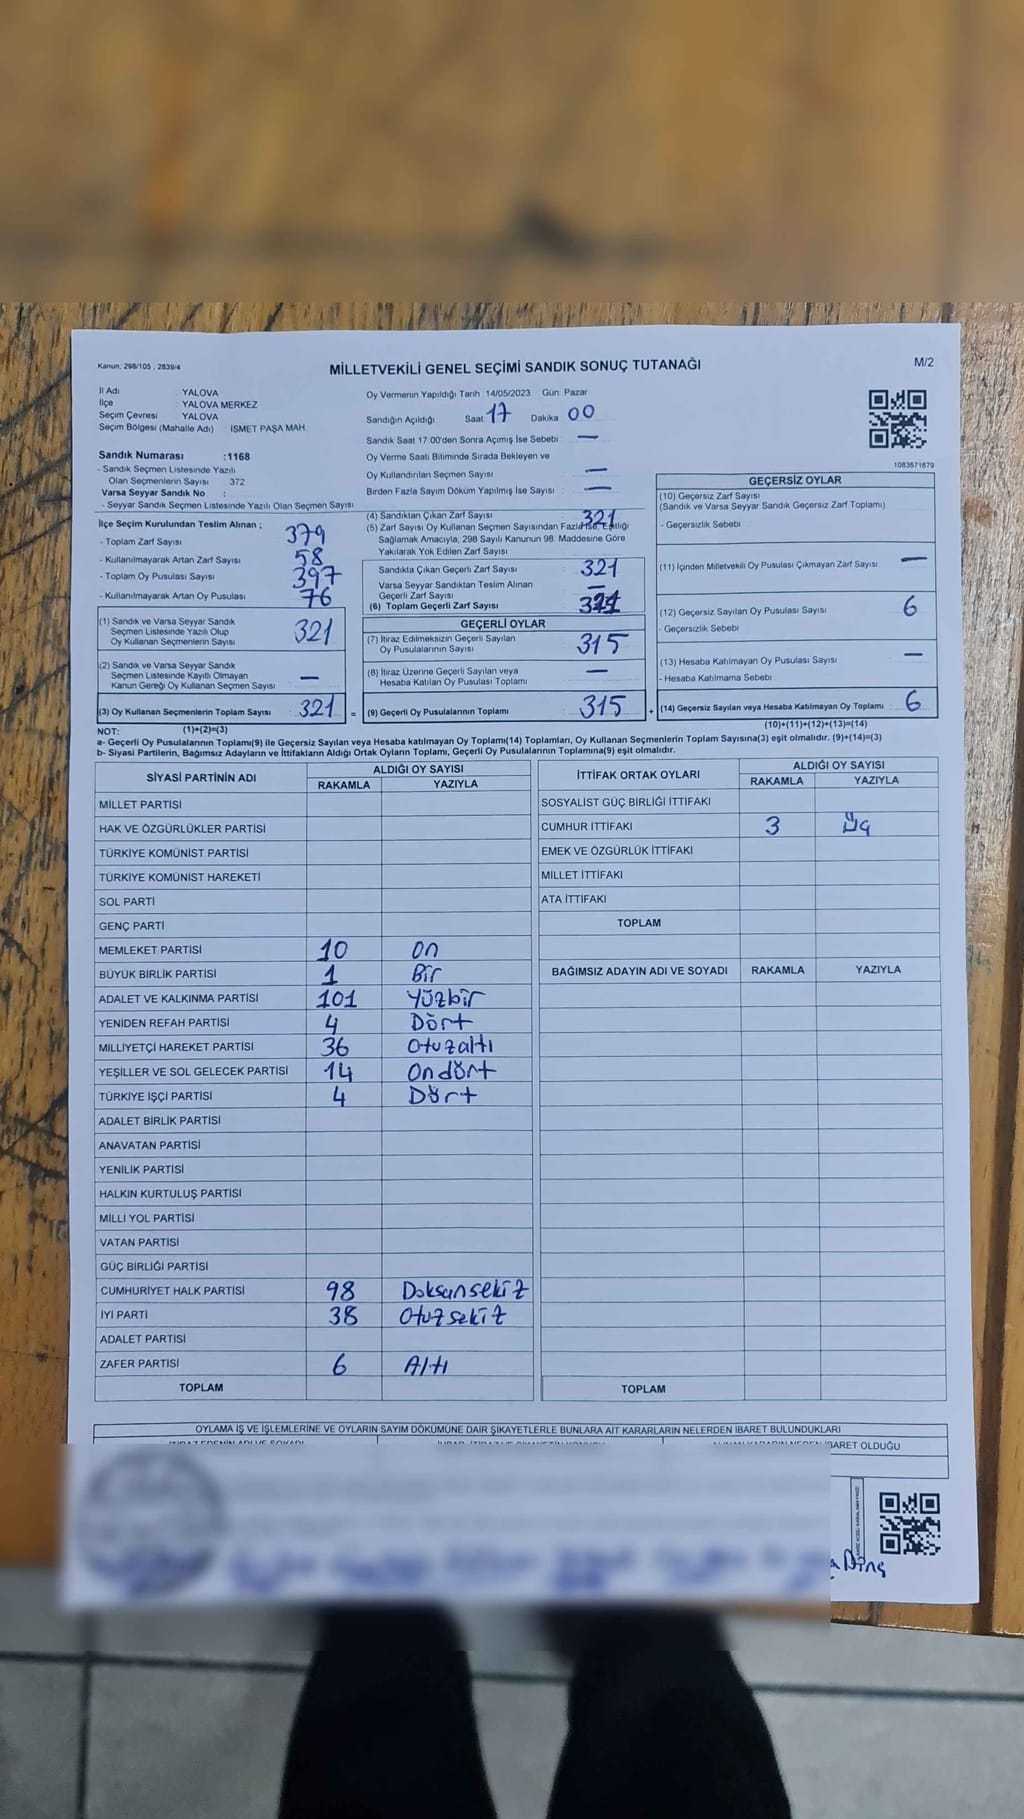 Kanun: 298/105 , 2839/4
MİLLETVEKİLİ GENEL SEÇİMİ SANDIK SONUÇ TUTANAĞI
M/2
İl Adı : YALOVA
İlçe : YALOVA MERKEZ
Seçim Çevresi : YALOVA
Seçim Bölgesi (Mahalle Adı) : İSMET PAŞA MAH.
Sandık Numarası :1168
- Sandık Seçmen Listesinde Yazılı
Olan Seçmenlerin Sayısı : 372
Varsa Seyyar Sandık No :
- Seyyar Sandık Seçmen Listesinde Yazılı Olan Seçmen Sayısı :
Oy Vermenin Yapıldığı Tarih :14/05/2023 Gün: Pazar
Sandığın Açıldığı Saat: 17 Dakika: 00
Sandık Saat 17.00'den Sonra Açımış İse Sebebi : —
Oy Verme Saati Bitiminde Sırada Bekleyen ve
Oy Kullandırılan Seçmen Sayısı : —
Birden Fazla Sayım Döküm Yapılmış İse Sayısı : —
1083671679
İlçe Seçim Kurulundan Teslim Alınan ;
- Toplam Zarf Sayısı : 379
- Kullanılmayarak Artan Zarf Sayısı : 58
- Toplam Oy Pusulası Sayısı : 397
- Kullanılmayarak Artan Oy Pusulası : 76
(1) Sandık ve Varsa Seyyar Sandık
Seçmen Listesinde Yazılı Olup
Oy Kullanan Seçmenlerin Sayısı : 321
(2) Sandık ve Varsa Seyyar Sandık
Seçmen Listesinde Kayıtlı Olmayan
Kanun Gereği Oy Kullanan Seçmen Sayısı : —
(3) Oy Kullanan Seçmenlerin Toplam Sayısı : 321
(4) Sandıktan Çıkan Zarf Sayısı : 321
(5) Zarf Sayısı Oy Kullanan Seçmen Sayısından Fazla İse, Eşitliği
Sağlamak Amacıyla; 298 Sayılı Kanunun 98. Maddesine Göre
Yakılarak Yok Edilen Zarf Sayısı
Sandıkta Çıkan Geçerli Zarf Sayısı : 321
Varsa Seyyar Sandıktan Teslim Alınan
Geçerli Zarf Sayısı : —
(6) Toplam Geçerli Zarf Sayısı : 321
GEÇERLİ OYLAR
(7) İtiraz Edilmeksizin Geçerli Sayılan
Oy Pusulalarının Sayısı : 315
(8) İtiraz Üzerine Geçerli Sayılan veya
Hesaba Katılan Oy Pusulası Toplamı : —
= (9) Geçerli Oy Pusulalarının Toplamı : 315
GEÇERSİZ OYLAR
(10) Geçersiz Zarf Sayısı
(Sandık ve Varsa Seyyar Sandık Geçersiz Zarf Toplamı)
- Geçersizlik Sebebi
(11) İçinden Milletvekili Oy Pusulası Çıkmayan Zarf Sayısı : —
(12) Geçersiz Sayılan Oy Pusulası Sayısı : 6
- Geçersizlik Sebebi
(13) Hesaba Katılmayan Oy Pusulası Sayısı : —
- Hesaba Katılmama Sebebi
+ (14) Geçersiz Sayılan veya Hesaba Katılmayan Oy Toplamı : 6
(1)+(2)=(3)
(10)+(11)+(12)+(13)=(14)
NOT:
a- Geçerli Oy Pusulalarının Toplamı(9) ile Geçersiz Sayılan veya Hesaba katılmayan Oy Toplamı(14) Toplamları, Oy Kullanan Seçmenlerin Toplam Sayısına(3) eşit olmalıdır. (9)+(14)=(3)
b- Siyasi Partilerin, Bağımsız Adayların ve İttifakların Aldığı Ortak Oyların Toplamı, Geçerli Oy Pusulalarının Toplamına(9) eşit olmalıdır.
SİYASİ PARTİNİN ADI ALDIĞI OY SAYISI
RAKAMLA YAZIYLA
MİLLET PARTİSİ
HAK VE ÖZGÜRLÜKLER PARTİSİ
TÜRKİYE KOMÜNİST PARTİSİ
TÜRKİYE KOMÜNİST HAREKETİ
SOL PARTİ
GENÇ PARTİ
MEMLEKET PARTİSİ 10 On
BÜYÜK BİRLİK PARTİSİ 1 Bir
ADALET VE KALKINMA PARTİSİ 101 Yüzbir
YENİDEN REFAH PARTİSİ 4 Dört
MİLLİYETÇİ HAREKET PARTİSİ 36 Otuzaltı
YEŞİLLER VE SOL GELECEK PARTİSİ 14 Ondört
TÜRKİYE İŞÇİ PARTİSİ 4 Dört
ADALET BİRLİK PARTİSİ
ANAVATAN PARTİSİ
YENİLİK PARTİSİ
HALKIN KURTULUŞ PARTİSİ
MİLLİ YOL PARTİSİ
VATAN PARTİSİ
GÜÇ BİRLİĞİ PARTİSİ
CUMHURİYET HALK PARTİSİ 98 Doksansekiz
İYİ PARTİ 38 Otuzsekiz
ADALET PARTİSİ
ZAFER PARTİSİ 6 Altı
TOPLAM
İTTİFAK ORTAK OYLARI ALDIĞI OY SAYISI
RAKAMLA YAZIYLA
SOSYALİST GÜÇ BİRLİĞİ İTTİFAKI
CUMHUR İTTİFAKI 3 Üç
EMEK VE ÖZGÜRLÜK İTTİFAKI
MİLLET İTTİFAKI
ATA İTTİFAKI
TOPLAM
BAĞIMSIZ ADAYIN ADI VE SOYADI RAKAMLA YAZIYLA
TOPLAM
OYLAMA İŞ VE İŞLEMLERİNE VE OYLARIN SAYIM DÖKÜMÜNE DAİR ŞİKAYETLERLE BUNLARA AİT KARARLARIN NELERDEN İBARET BULUNDUKLARI
İBARET OLDUĞU